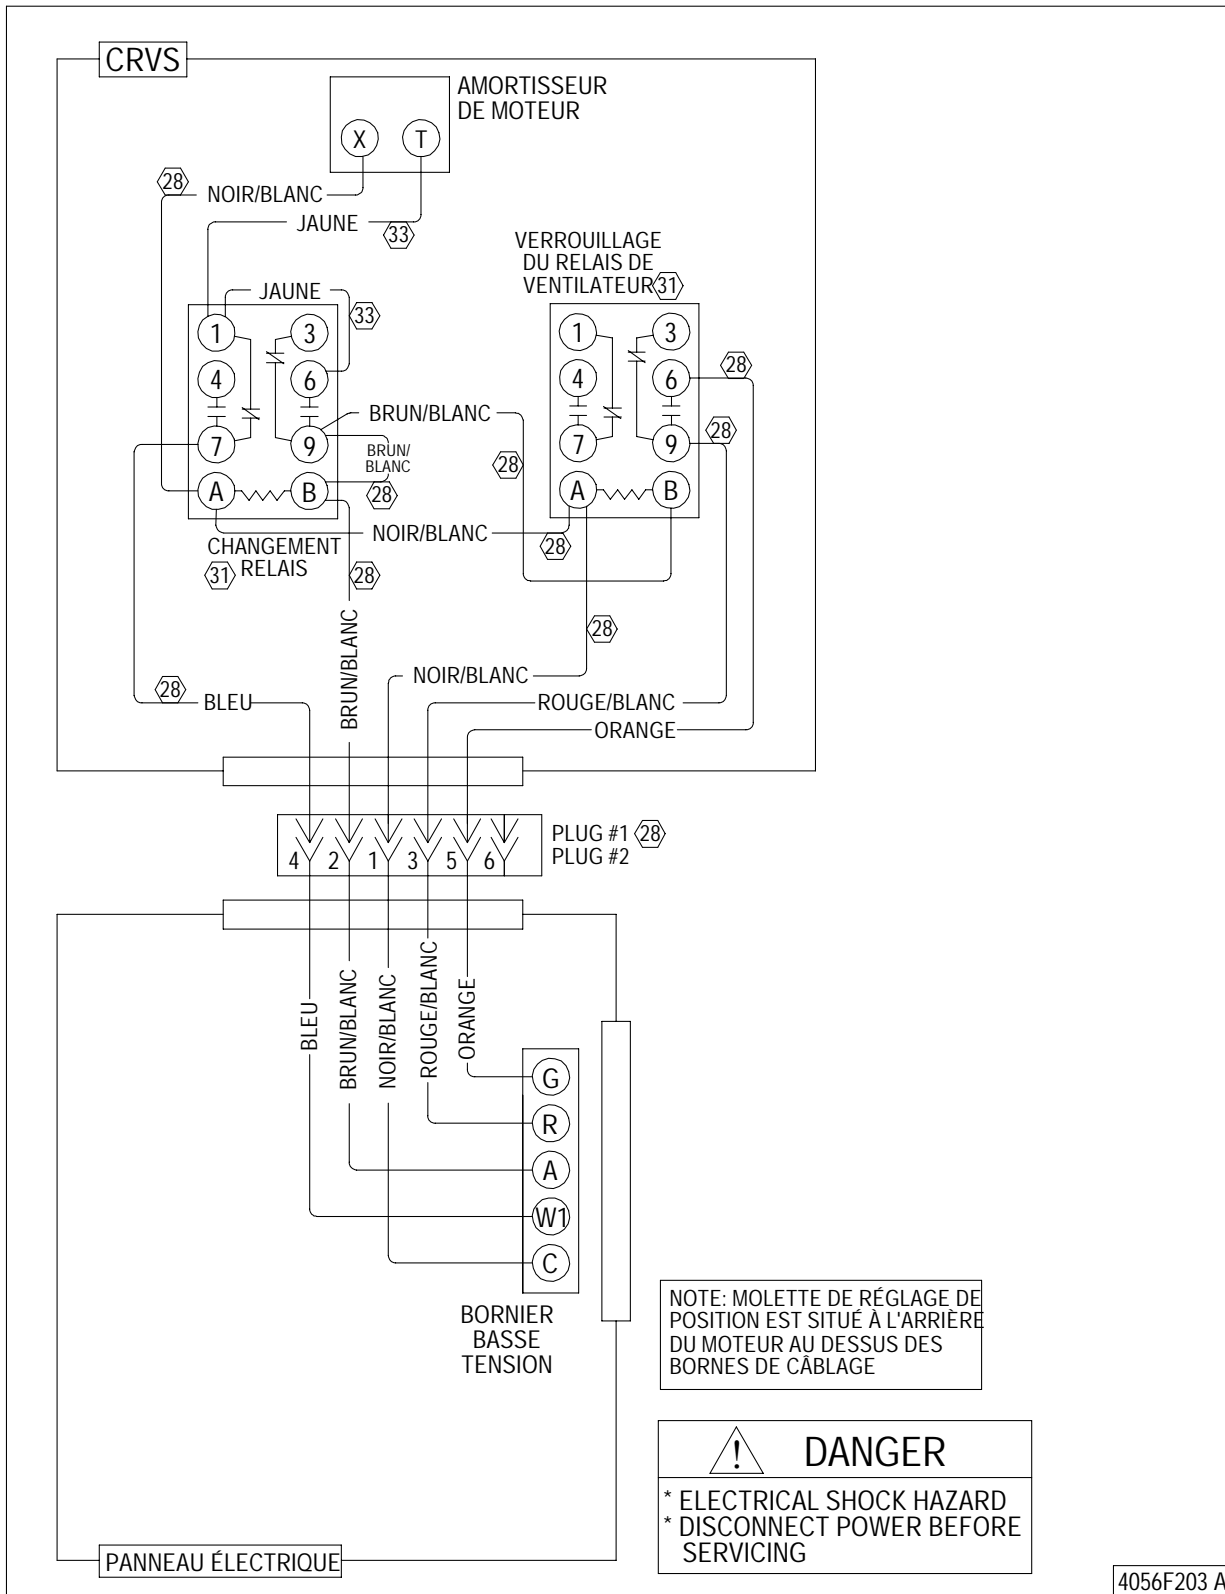 CRVS
AMORTISSEUR
DE MOTEUR
X T
28
NOIR/BLANC
JAUNE
33
VERROUILLAGE
DU RELAIS DE
VENTILATEUR 31
JAUNE
33
1 3
4 6
7 9
A B
1 3
4 6
7 9
A B
28
28
BRUN/BLANC
BRUN/
BLANC
28
28
NOIR/BLANC
28
CHANGEMENT
31 RELAIS
28
28
BRUN/BLANC
NOIR/BLANC
28
BLEU
ROUGE/BLANC
ORANGE
PLUG #1 28
PLUG #2
4 2 1 3 5 6
BLEU
BRUN/BLANC
NOIR/BLANC
ROUGE/BLANC
ORANGE
G
R
A
W1
C
BORNIER
BASSE
TENSION
NOTE: MOLETTE DE RÉGLAGE DE
POSITION EST SITUÉ À L'ARRIÈRE
DU MOTEUR AU DESSUS DES
BORNES DE CÂBLAGE
! DANGER
* ELECTRICAL SHOCK HAZARD
* DISCONNECT POWER BEFORE
SERVICING
PANNEAU ÉLECTRIQUE
4056F203 A